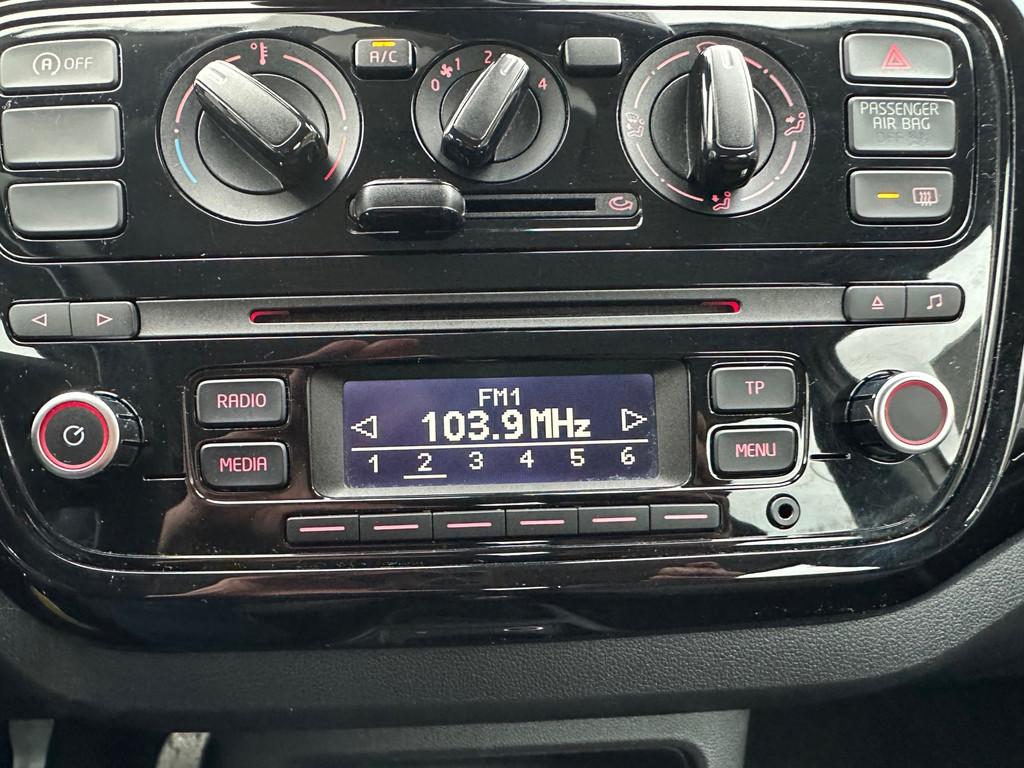 A OFF
°
A/C
0 1 2 4
PASSENGER
AIR BAG
RADIO
MEDIA
FM1
103.9 MHz
1 2 3 4 5 6
TP
MENU